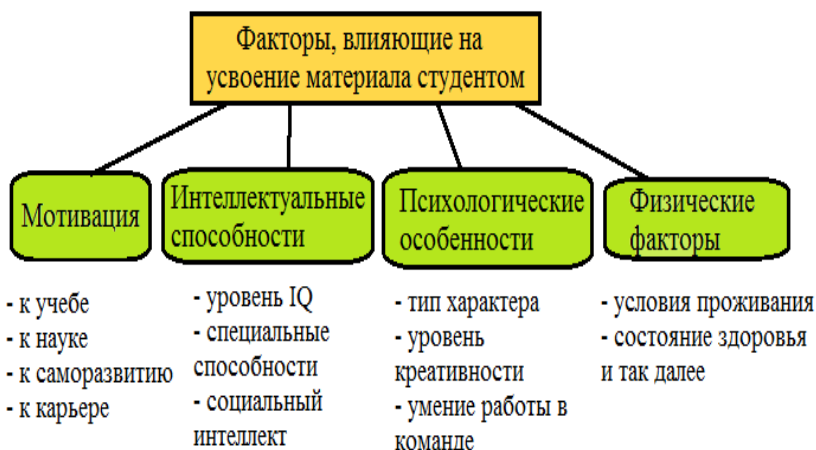 Факторы, влияющие на
усвоение материала студентом
Мотивация
- к учебе
- к науке
- к саморазвитию
- к карьере
Интеллектуальные
способности
- уровень IQ
- специальные
способности
- социальный
интеллект
Психологические
особенности
- тип характера
- уровень
креативности
- умение работы в
команде
Физические
факторы
- условия проживания
- состояние здоровья
и так далее